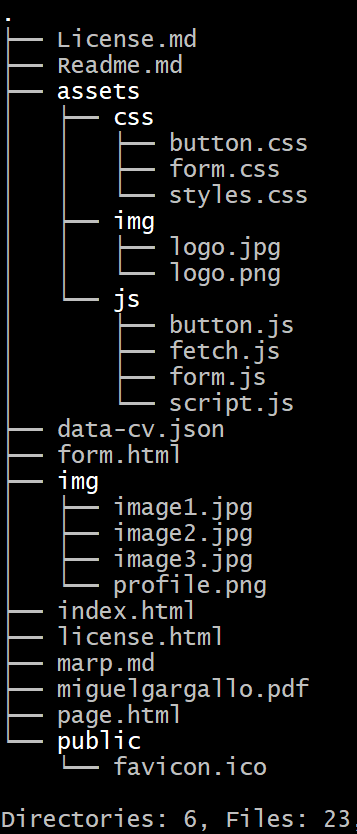 .
├── License.md
├── Readme.md
├── assets
│   ├── css
│   │   ├── button.css
│   │   ├── form.css
│   │   └── styles.css
│   ├── img
│   │   ├── logo.jpg
│   │   └── logo.png
│   └── js
│       ├── button.js
│       ├── fetch.js
│       ├── form.js
│       └── script.js
├── data-cv.json
├── form.html
├── img
│   ├── image1.jpg
│   ├── image2.jpg
│   ├── image3.jpg
│   └── profile.png
├── index.html
├── license.html
├── marp.md
├── miguelgargallo.pdf
├── page.html
└── public
    └── favicon.ico
Directories: 6, Files: 23,